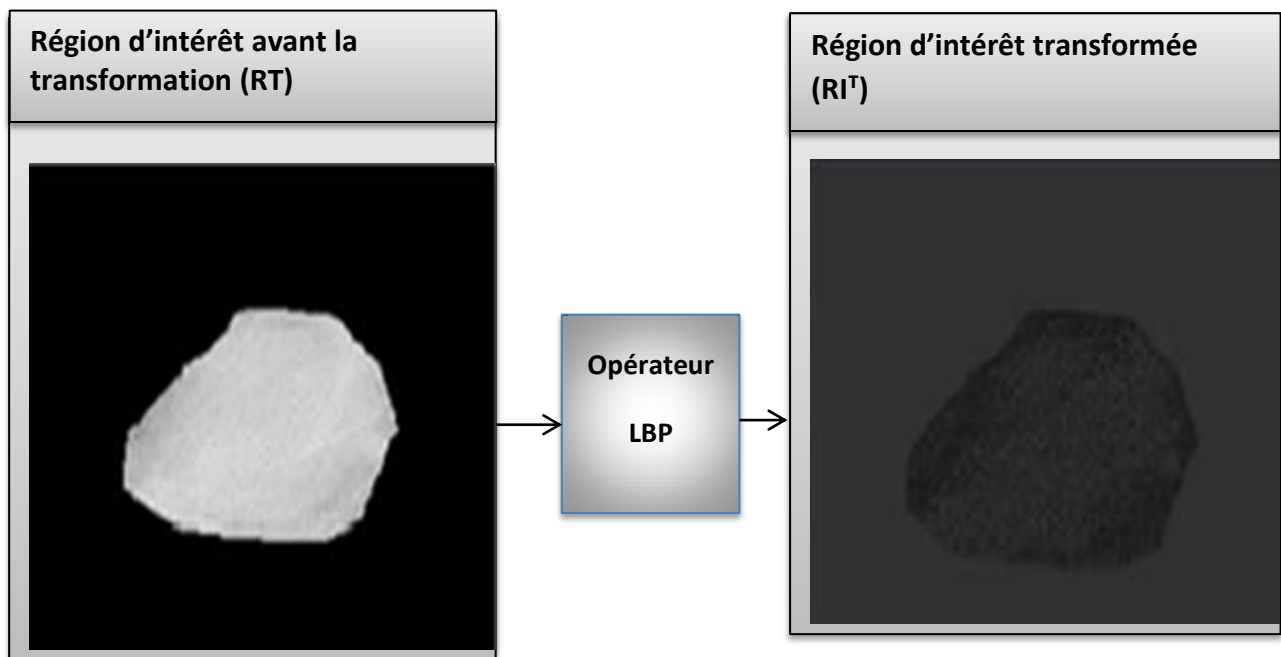 Région d’intérêt avant la
transformation (RT)
Opérateur
LBP
Région d’intérêt transformée
(RIᵀ)